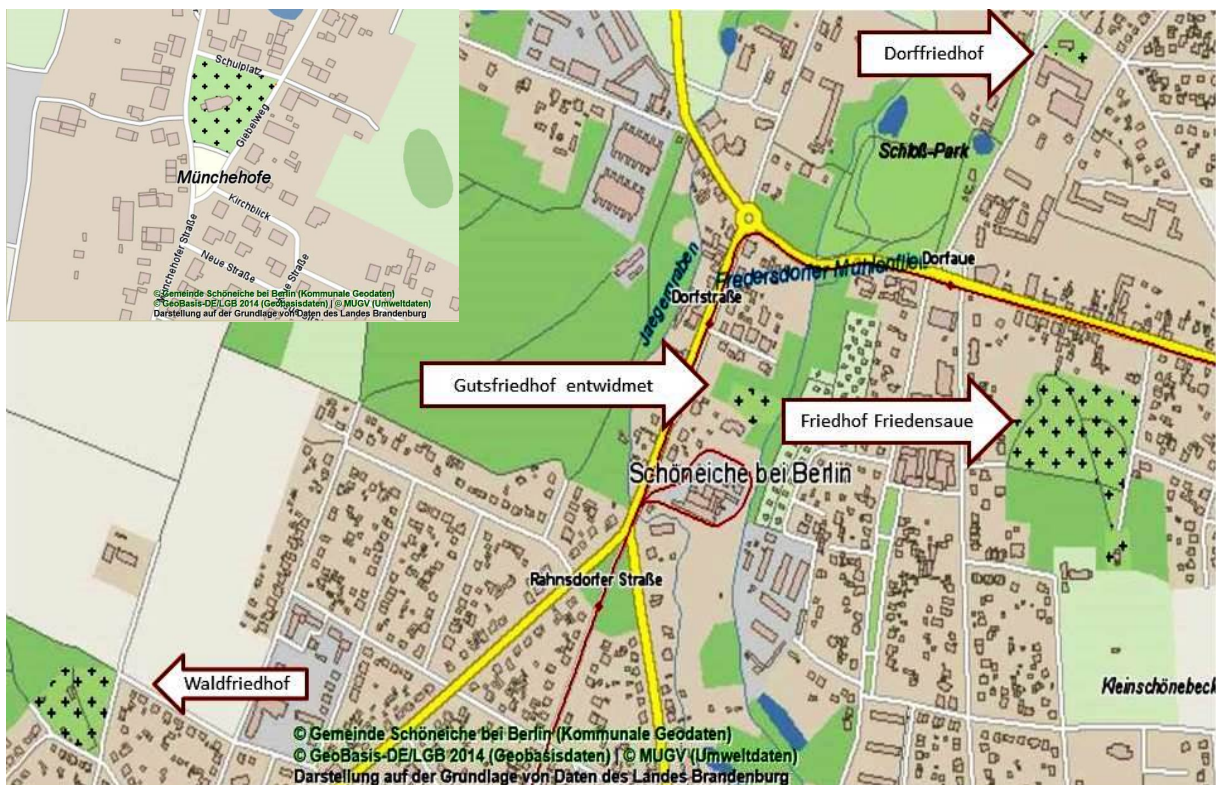 Schulplatz
Giebelweg
Münchehofe
Kirchblick
Münchehofer Straße
Neue Straße
© Gemeinde Schöneiche bei Berlin (Kommunale Geodaten)
© GeoBasis-DE/LGB 2014 (Geobasisdaten) | © MUGV (Umweltdaten)
Darstellung auf der Grundlage von Daten des Landes Brandenburg
Dorffriedhof
Schloß-Park
Dorfaue
Fredersdorfer Mühlenfließ
Jaegergraben
Dorfstraße
Gutsfriedhof entwidmet
Friedhof Friedensaue
Schöneiche bei Berlin
Rahnsdorfer Straße
Waldfriedhof
Kleinschönebeck
© Gemeinde Schöneiche bei Berlin (Kommunale Geodaten)
© GeoBasis-DE/LGB 2014 (Geobasisdaten) | © MUGV (Umweltdaten)
Darstellung auf der Grundlage von Daten des Landes Brandenburg